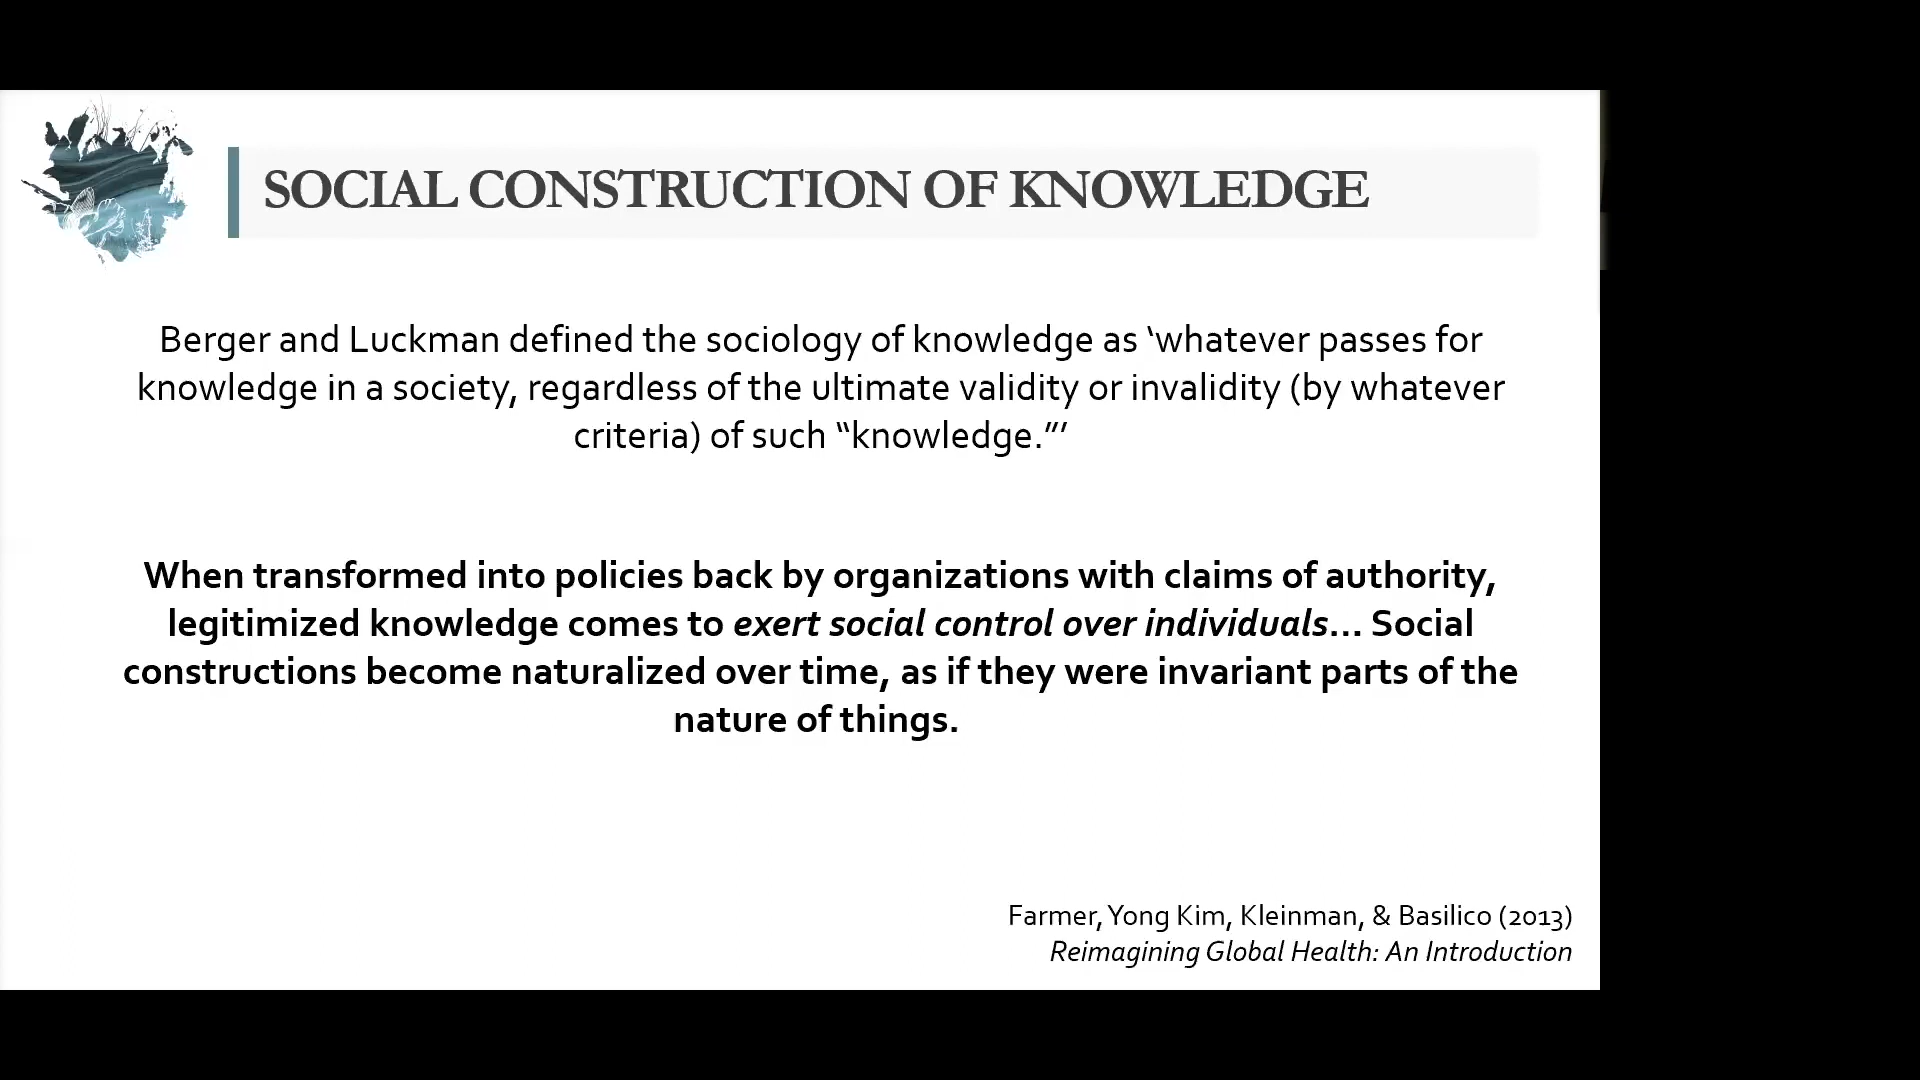 SOCIAL CONSTRUCTION OF KNOWLEDGE
Berger and Luckman defined the sociology of knowledge as ‘whatever passes for
knowledge in a society, regardless of the ultimate validity or invalidity (by whatever
criteria) of such “knowledge.”’
When transformed into policies back by organizations with claims of authority,
legitimized knowledge comes to exert social control over individuals… Social
constructions become naturalized over time, as if they were invariant parts of the
nature of things.
Farmer, Yong Kim, Kleinman, & Basilico (2013)
Reimagining Global Health: An Introduction